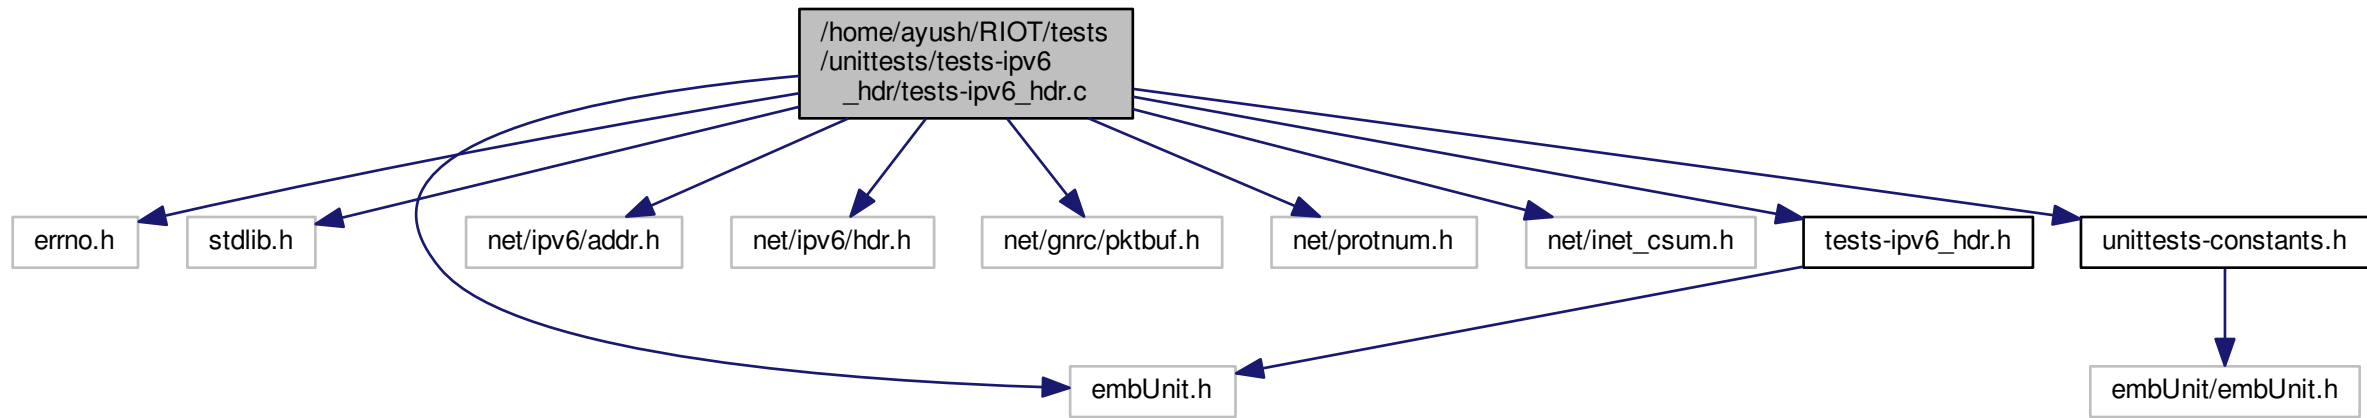 /home/ayush/RIOT/tests
/unittests/tests-ipv6
_hdr/tests-ipv6_hdr.c
errno.h
stdlib.h
net/ipv6/addr.h
net/ipv6/hdr.h
net/gnrc/pktbuf.h
net/protnum.h
net/inet_csum.h
tests-ipv6_hdr.h
unittests-constants.h
embUnit.h
embUnit/embUnit.h